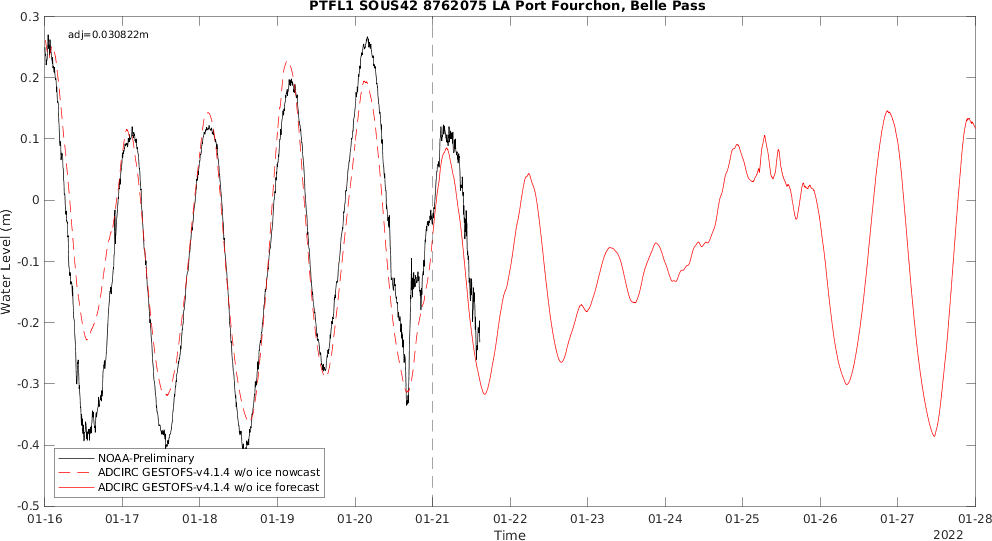 PTFL1 SOUS42 8762075 LA Port Fourchon, Belle Pass
adj=0.030822m
0.3
0.2
0.1
0
-0.1
-0.2
-0.3
-0.4
-0.5
Water Level (m)
NOAA-Preliminary
ADCIRC GESTOFS-v4.1.4 w/o ice nowcast
ADCIRC GESTOFS-v4.1.4 w/o ice forecast
01-16 01-17 01-18 01-19 01-20 01-21 01-22 01-23 01-24 01-25 01-26 01-27 01-28
Time
2022